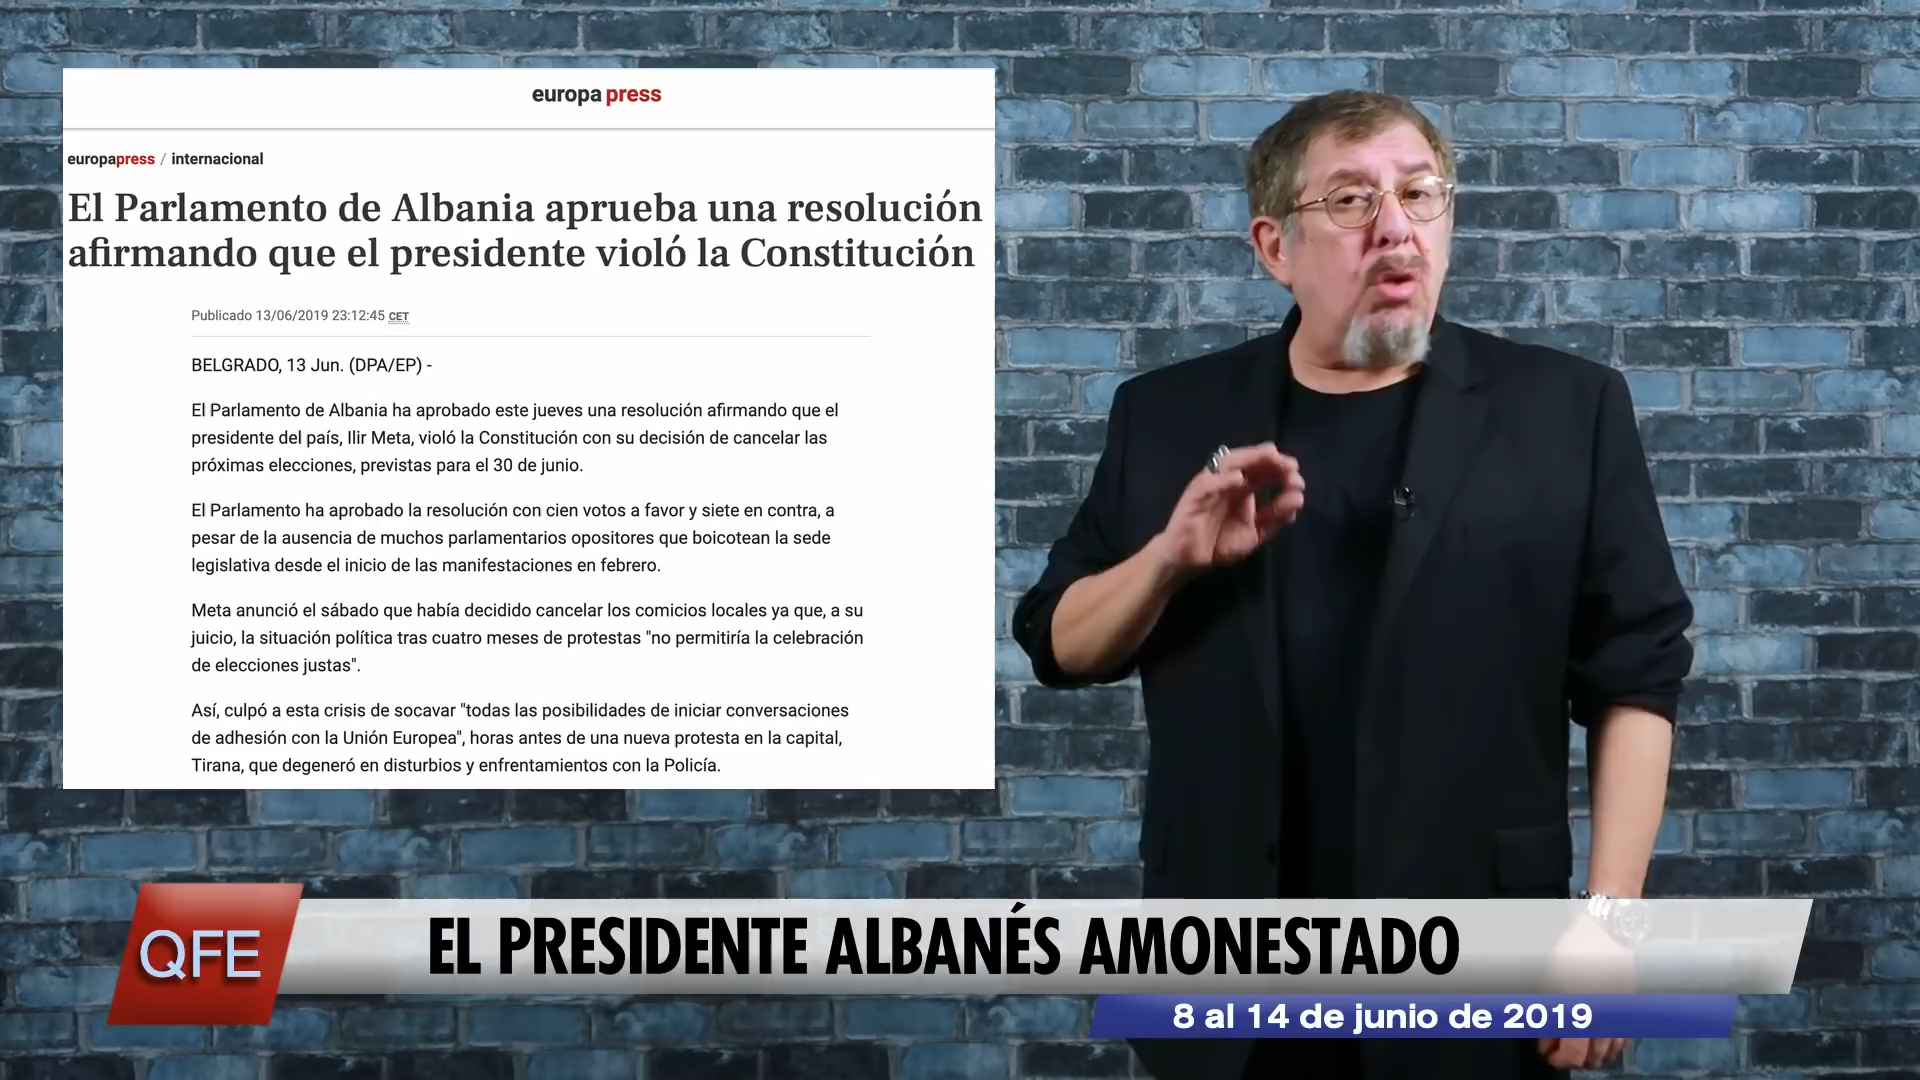 europa press
europapress / internacional
El Parlamento de Albania aprueba una resolución
afirmando que el presidente violó la Constitución
Publicado 13/06/2019 23:12:45 CET
BELGRADO, 13 Jun. (DPA/EP) -
El Parlamento de Albania ha aprobado este jueves una resolución afirmando que el
presidente del país, Ilir Meta, violó la Constitución con su decisión de cancelar las
próximas elecciones, previstas para el 30 de junio.
El Parlamento ha aprobado la resolución con cien votos a favor y siete en contra, a
pesar de la ausencia de muchos parlamentarios opositores que boicotean la sede
legislativa desde el inicio de las manifestaciones en febrero.
Meta anunció el sábado que había decidido cancelar los comicios locales ya que, a su
juicio, la situación política tras cuatro meses de protestas "no permitiría la celebración
de elecciones justas".
Así, culpó a esta crisis de socavar "todas las posibilidades de iniciar conversaciones
de adhesión con la Unión Europea", horas antes de una nueva protesta en la capital,
Tirana, que degeneró en disturbios y enfrentamientos con la Policía.
QFE
EL PRESIDENTE ALBANÉS AMONESTADO
8 al 14 de junio de 2019